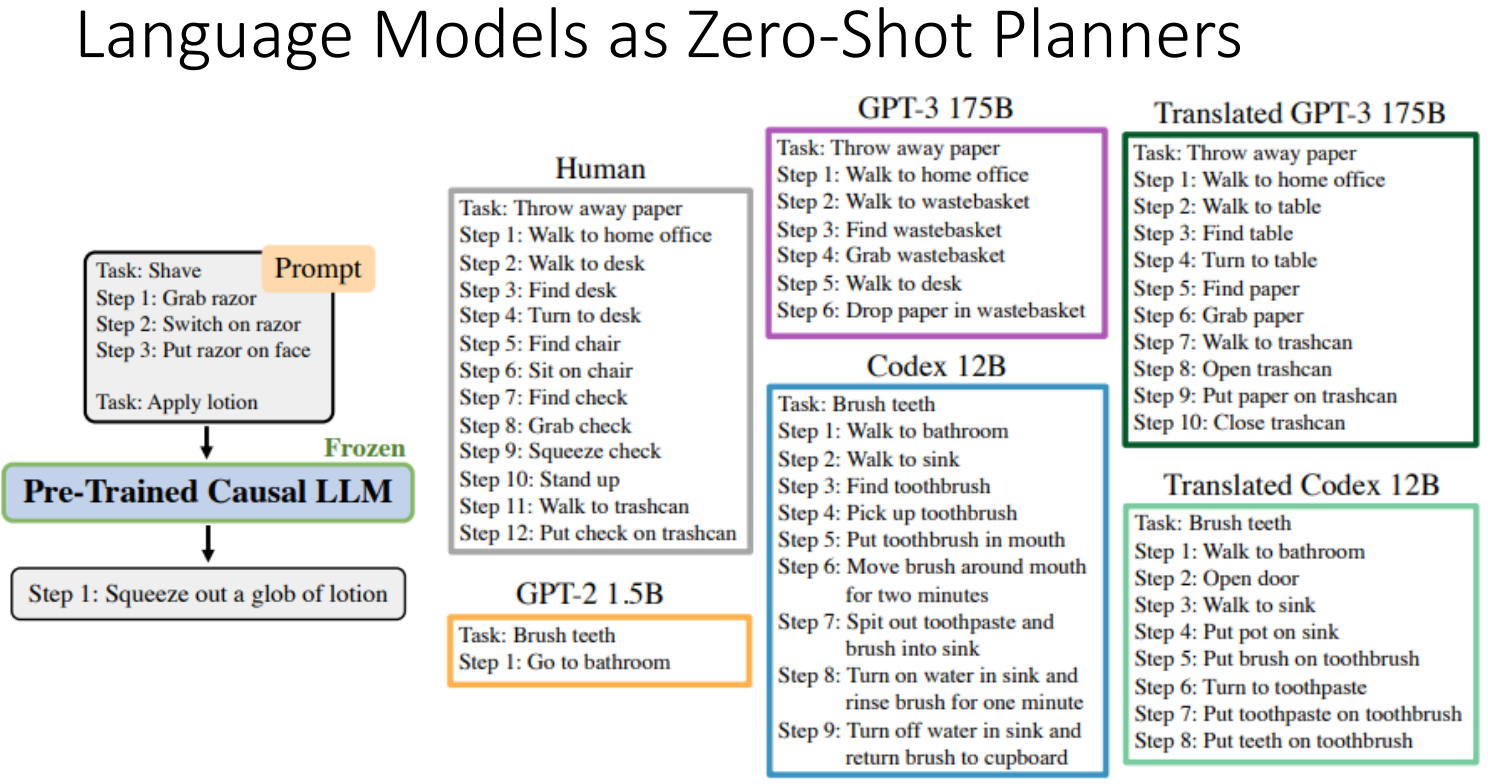 Language Models as Zero-Shot Planners
Prompt
Task: Shave
Step 1: Grab razor
Step 2: Switch on razor
Step 3: Put razor on face
Task: Apply lotion
Frozen
Pre-Trained Causal LLM
Step 1: Squeeze out a glob of lotion
Human
Task: Throw away paper
Step 1: Walk to home office
Step 2: Walk to desk
Step 3: Find desk
Step 4: Turn to desk
Step 5: Find chair
Step 6: Sit on chair
Step 7: Find check
Step 8: Grab check
Step 9: Squeeze check
Step 10: Stand up
Step 11: Walk to trashcan
Step 12: Put check on trashcan
GPT-2 1.5B
Task: Brush teeth
Step 1: Go to bathroom
GPT-3 175B
Task: Throw away paper
Step 1: Walk to home office
Step 2: Walk to wastebasket
Step 3: Find wastebasket
Step 4: Grab wastebasket
Step 5: Walk to desk
Step 6: Drop paper in wastebasket
Codex 12B
Task: Brush teeth
Step 1: Walk to bathroom
Step 2: Walk to sink
Step 3: Find toothbrush
Step 4: Pick up toothbrush
Step 5: Put toothbrush in mouth
Step 6: Move brush around mouth
for two minutes
Step 7: Spit out toothpaste and
brush into sink
Step 8: Turn on water in sink and
rinse brush for one minute
Step 9: Turn off water in sink and
return brush to cupboard
Translated GPT-3 175B
Task: Throw away paper
Step 1: Walk to home office
Step 2: Walk to table
Step 3: Find table
Step 4: Turn to table
Step 5: Find paper
Step 6: Grab paper
Step 7: Walk to trashcan
Step 8: Open trashcan
Step 9: Put paper on trashcan
Step 10: Close trashcan
Translated Codex 12B
Task: Brush teeth
Step 1: Walk to bathroom
Step 2: Open door
Step 3: Walk to sink
Step 4: Put pot on sink
Step 5: Put brush on toothbrush
Step 6: Turn to toothpaste
Step 7: Put toothpaste on toothbrush
Step 8: Put teeth on toothbrush